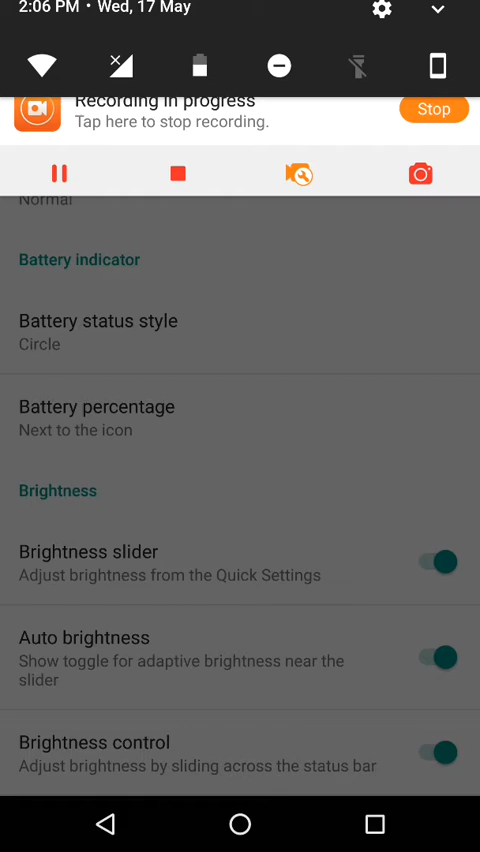 2:06 PM • Wed, 17 May
Recording in progress
Stop
Tap here to stop recording.
Normal
Battery indicator
Battery status style
Circle
Battery percentage
Next to the icon
Brightness
Brightness slider
Adjust brightness from the Quick Settings
Auto brightness
Show toggle for adaptive brightness near the
slider
Brightness control
Adjust brightness by sliding across the status bar